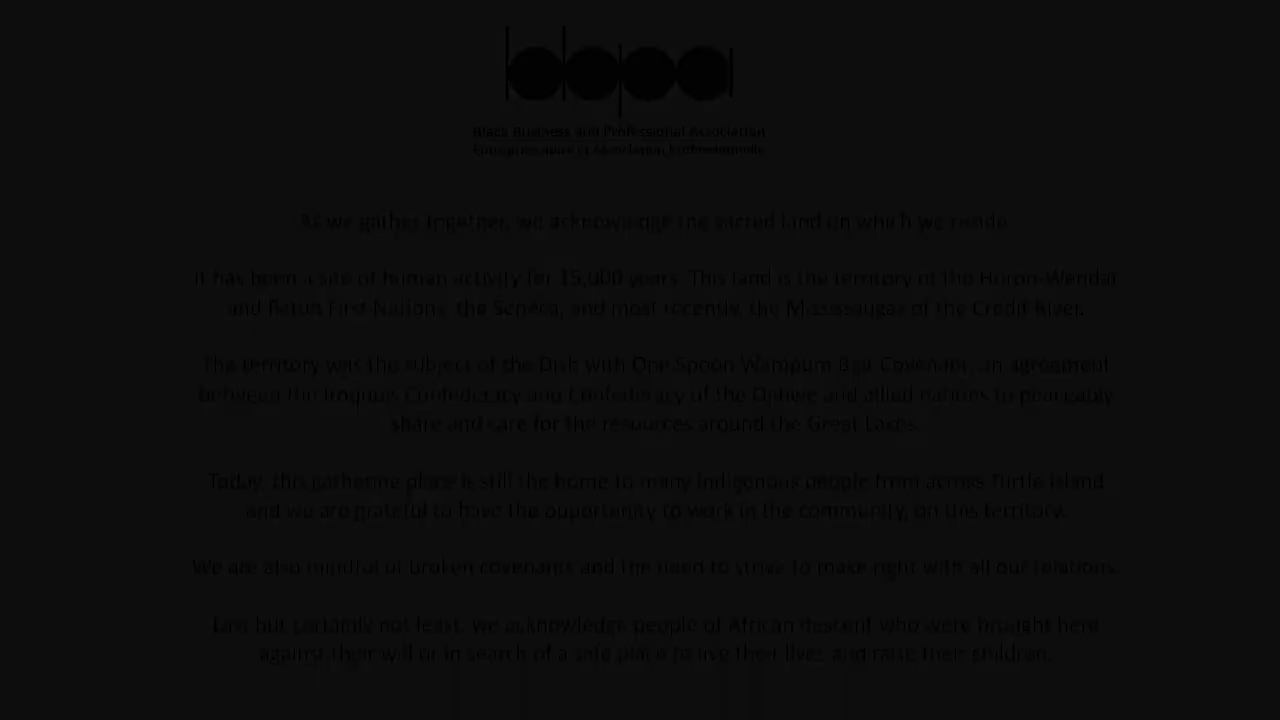 bbpa
Black Business and Professional Association
As we gather together, we acknowledge the sacred land on which we reside.
It has been a site of human activity for 15,000 years. This land is the territory of the Huron-Wendat
and Petun First Nations, the Seneca, and most recently, the Mississaugas of the Credit River.
The territory was the subject of the Dish with One Spoon Wampum Belt Covenant, an agreement
between the Iroquois Confederacy and Confederacy of the Ojibwe and allied nations to peaceably
share and care for the resources around the Great Lakes.
Today, this gathering place is still the home to many Indigenous people from across Turtle Island
and we are grateful to have the opportunity to work in the community, on this territory.
We are also mindful of broken covenants and the need to strive to make right with all our relations.
Last but certainly not least, we acknowledge people of African descent who were brought here
against their will or in search of a safe place to live their lives and raise their children.